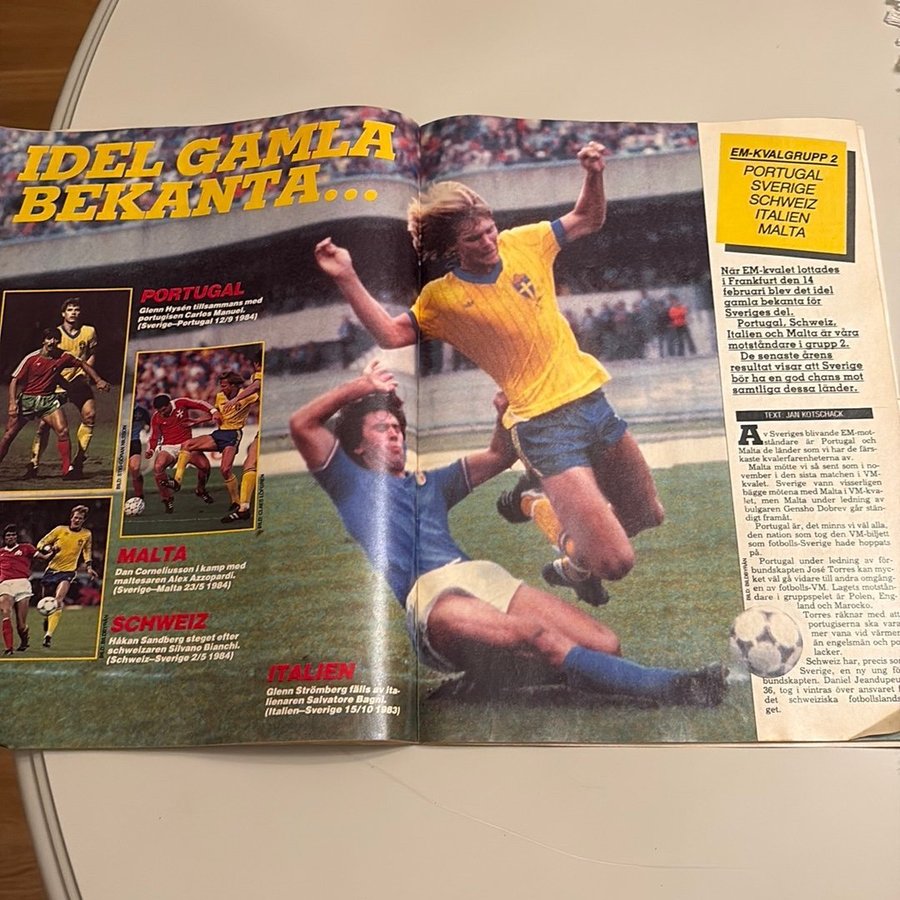 IDEL GAMLA
BEKANTA...
PORTUGAL
Glenn Hysén tillsammans med
portugisen Carlos Manuel.
(Sverige–Portugal 12/9 1984)
MALTA
Dan Corneliusson i kamp med
maltesaren Alex Azzopardi.
(Sverige–Malta 23/5 1984)
SCHWEIZ
Håkan Sandberg steget efter
schweizaren Silvano Bianchi.
(Schweiz–Sverige 2/5 1984)
ITALIEN
Glenn Strömberg fälls av ita-
lienaren Salvatore Bagni.
(Italien–Sverige 15/10 1983)
EM-KVALGRUPP 2
PORTUGAL
SVERIGE
SCHWEIZ
ITALIEN
MALTA
När EM-kvalet lottades
i Frankfurt den 14
februari blev det idel
gamla bekanta för
Sveriges del.
Portugal, Schweiz,
Italien och Malta är våra
motståndare i grupp 2.
De senaste årens
resultat visar att Sverige
bör ha en god chans mot
samtliga dessa länder.
TEXT: JAN KOTSCHACK
Av Sveriges blivande EM-mot-
ståndare är Portugal och
Malta de länder som vi har de färs-
kaste kvalerfarenheterna av.
Malta mötte vi så sent som i no-
vember i den sista matchen i VM-
kvalet. Sverige vann visserligen
bägge mötena med Malta i VM-kva-
let, men Malta under ledning av
bulgaren Gensho Dobrev går stän-
digt framåt.
Portugal är, det minns vi väl alla,
den nation som tog den VM-biljett
som fotbolls-Sverige hade hoppats
på.
Portugal under ledning av för-
bundskapten José Torres kan myc-
ket väl gå vidare till andra omgång-
en av fotbolls-VM. Lagets motstån-
dare i gruppspelet är Polen, Eng-
land och Marocko.
Torres räknar med att
portugiserna ska vara
mer vana vid värmen
än engelsmän och po-
lacker.
Schweiz har, precis som
Sverige, en ny ung för-
bundskapten. Daniel Jeandupeux
36, tog i vintras över ansvaret
det schweiziska fotbollslands
get.